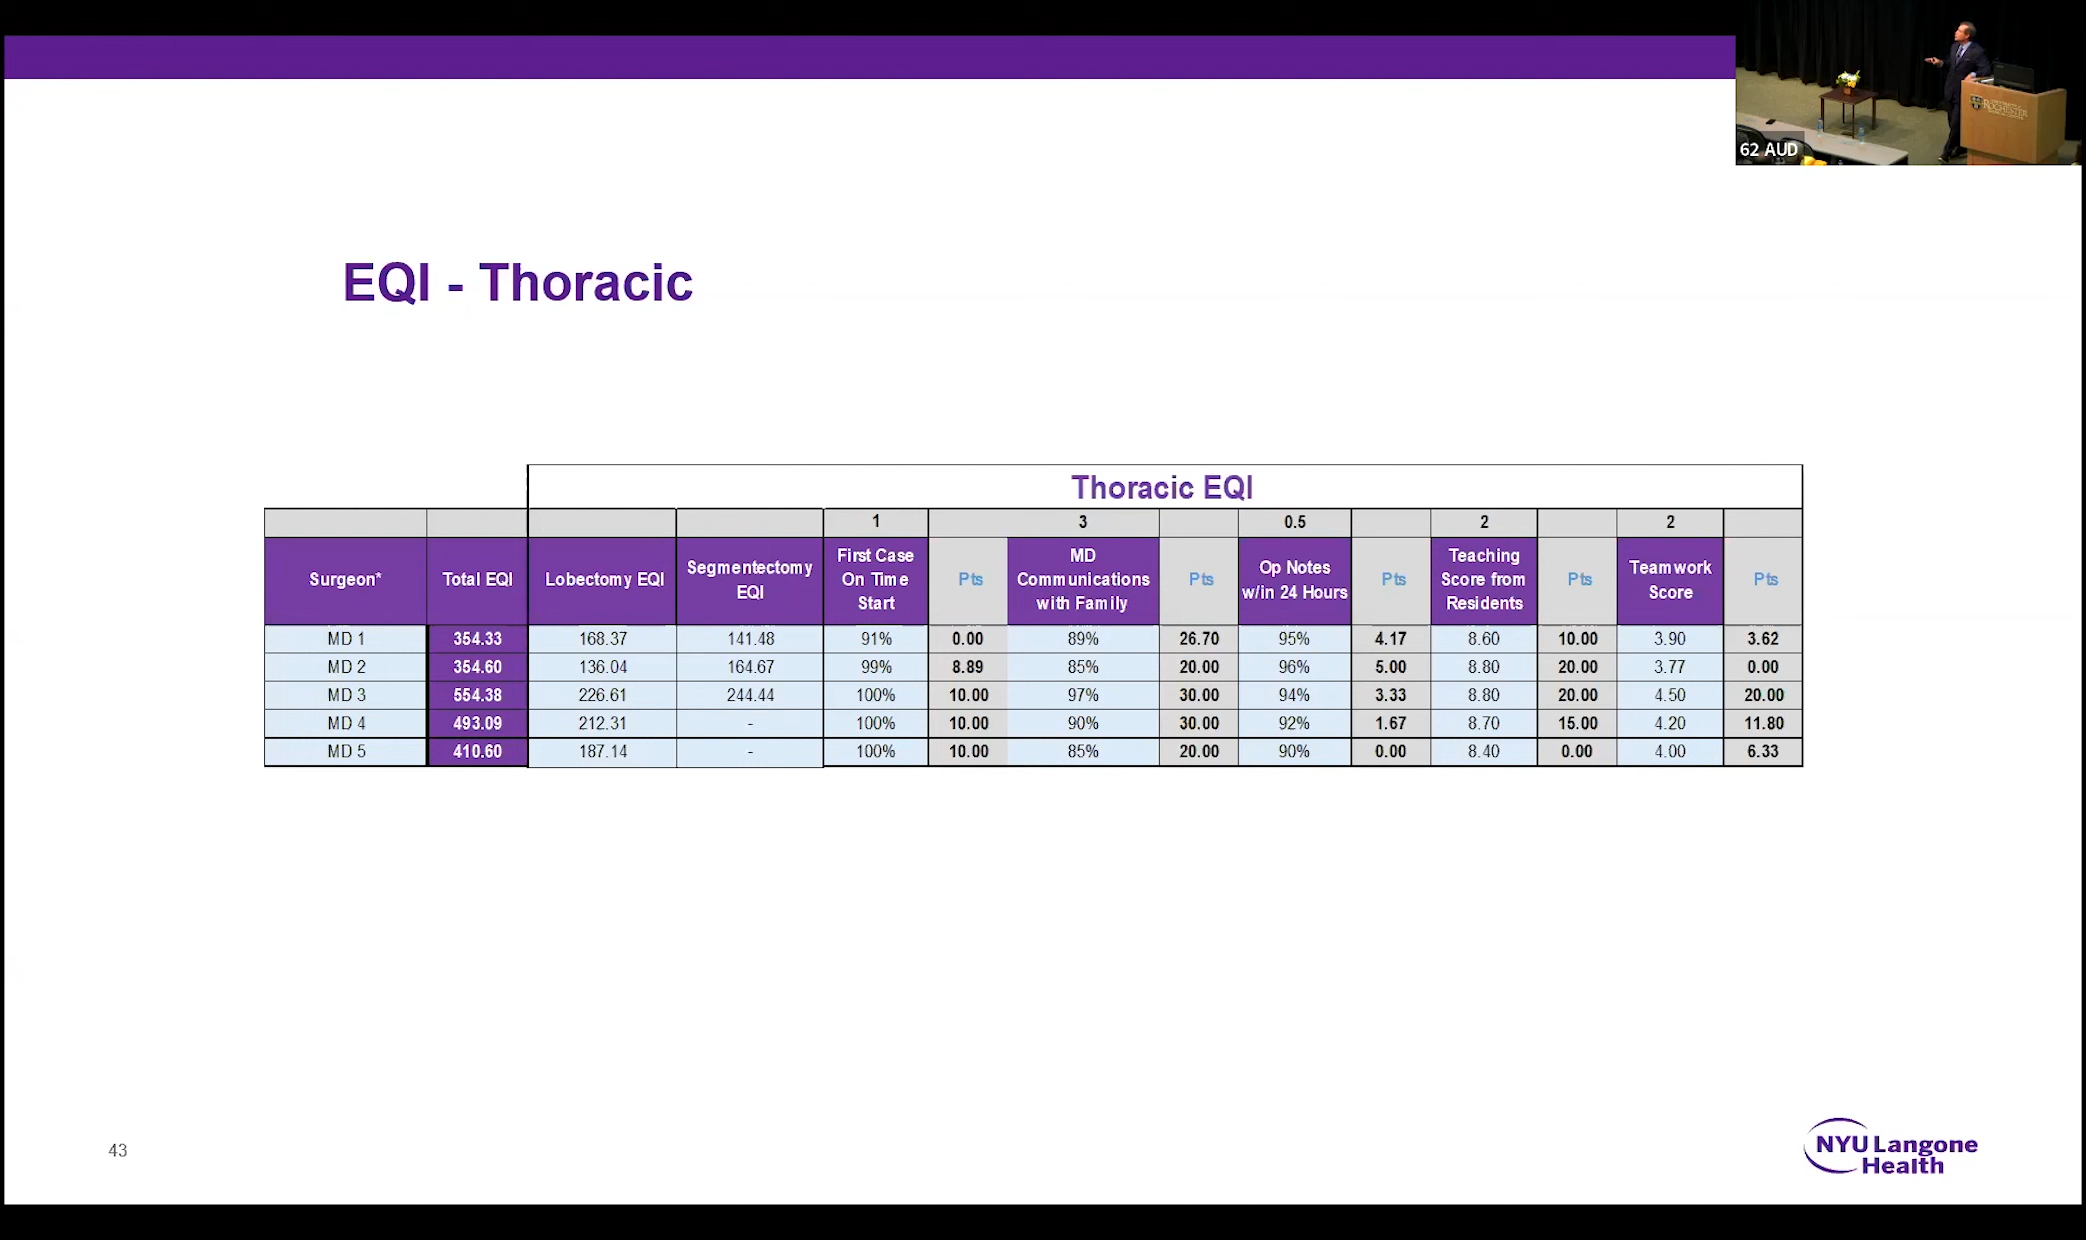 62 AUD
UNIVERSITY of
ROCHESTER
EQI - Thoracic
Thoracic EQI
1 3 0.5 2 2
Surgeon* Total EQI Lobectomy EQI Segmentectomy EQI First Case On Time Start Pts MD Communications with Family Pts Op Notes w/in 24 Hours Pts Teaching Score from Residents Pts Teamwork Score Pts
MD 1 354.33 168.37 141.48 91% 0.00 89% 26.70 95% 4.17 8.60 10.00 3.90 3.62
MD 2 354.60 136.04 164.67 99% 8.89 85% 20.00 96% 5.00 8.80 20.00 3.77 0.00
MD 3 554.38 226.61 244.44 100% 10.00 97% 30.00 94% 3.33 8.80 20.00 4.50 20.00
MD 4 493.09 212.31 - 100% 10.00 90% 30.00 92% 1.67 8.70 15.00 4.20 11.80
MD 5 410.60 187.14 - 100% 10.00 85% 20.00 90% 0.00 8.40 0.00 4.00 6.33
43
NYU Langone
Health